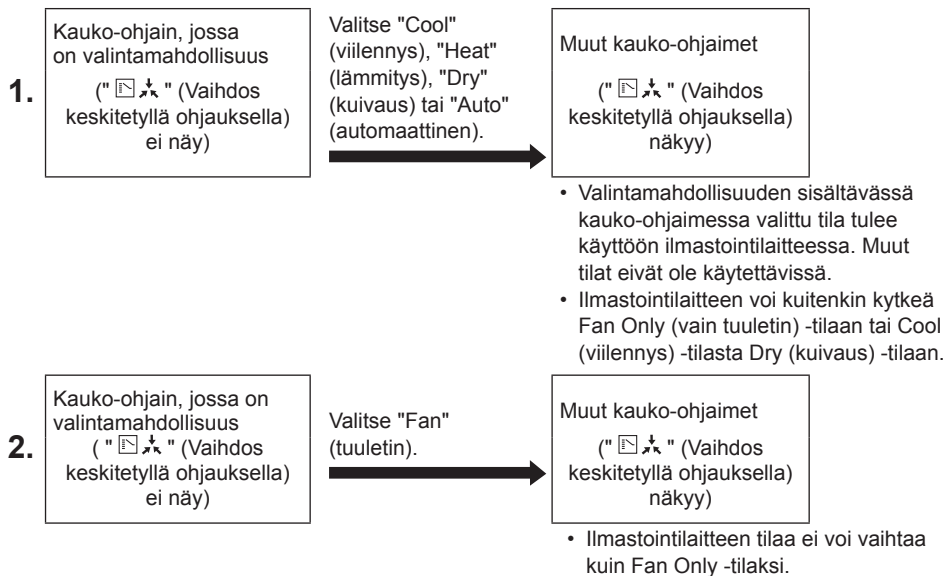 1.
Kauko-ohjain, jossa
on valintamahdollisuus
(" " (Vaihdos
keskitetyllä ohjauksella)
ei näy)
Valitse "Cool"
(viilennys), "Heat"
(lämmitys), "Dry"
(kuivaus) tai "Auto"
(automaattinen).
Muut kauko-ohjaimet
(" " (Vaihdos
keskitetyllä ohjauksella)
näkyy)
• Valintamahdollisuuden sisältävässä
kauko-ohjaimessa valittu tila tulee
käyttöön ilmastointilaitteessa. Muut
tilat eivät ole käytettävissä.
• Ilmastointilaitteen voi kuitenkin kytkeä
Fan Only (vain tuuletin) -tilaan tai Cool
(viilennys) -tilasta Dry (kuivaus) -tilaan.
2.
Kauko-ohjain, jossa on
valintamahdollisuus
( " " (Vaihdos
keskitetyllä ohjauksella)
ei näy)
Valitse "Fan"
(tuuletin).
Muut kauko-ohjaimet
(" " (Vaihdos
keskitetyllä ohjauksella)
näkyy)
• Ilmastointilaitteen tilaa ei voi vaihtaa
kuin Fan Only -tilaksi.